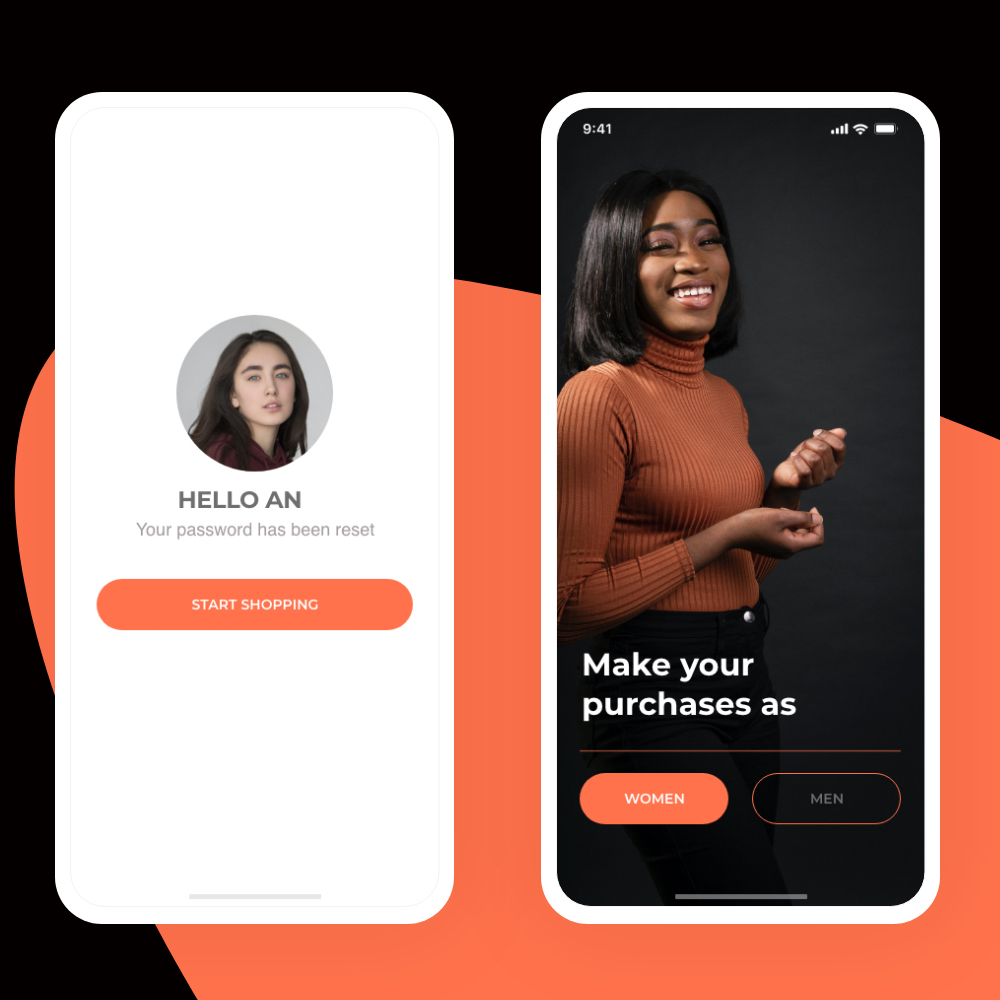 HELLO AN
Your password has been reset
START SHOPPING
9:41
Make your
purchases as
WOMEN
MEN